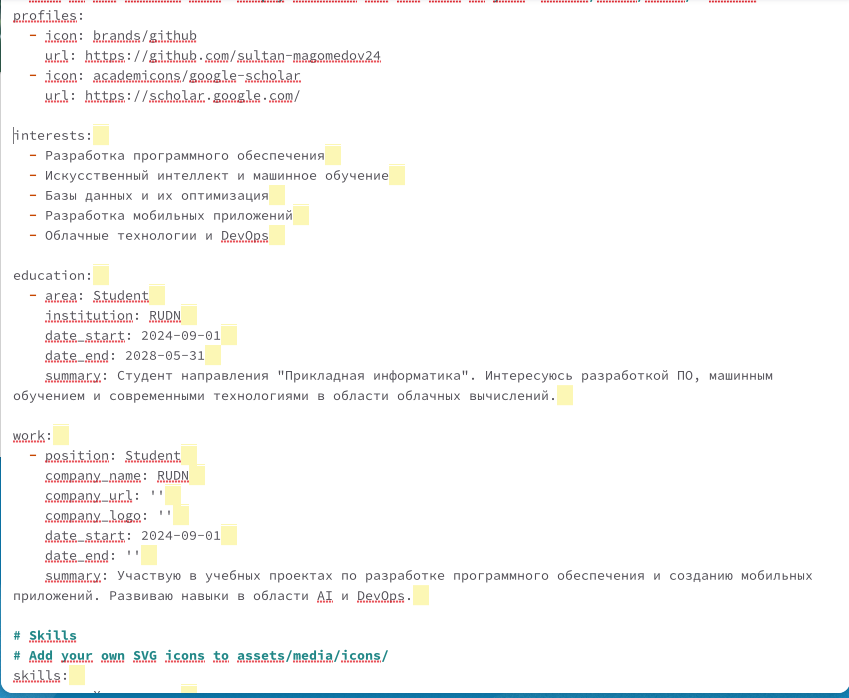 profiles:
- icon: brands/github
url: https://github.com/sultan-magomedov24
- icon: academicons/google-scholar
url: https://scholar.google.com/
interests:
- Разработка программного обеспечения
- Искусственный интеллект и машинное обучение
- Базы данных и их оптимизация
- Разработка мобильных приложений
- Облачные технологии и DevOps
education:
- area: Student
institution: RUDN
date_start: 2024-09-01
date_end: 2028-05-31
summary: Студент направления "Прикладная информатика". Интересуюсь разработкой ПО, машинным
обучением и современными технологиями в области облачных вычислений.
work:
- position: Student
company_name: RUDN
company_url: ''
company_logo: ''
date_start: 2024-09-01
date_end: ''
summary: Участвую в учебных проектах по разработке программного обеспечения и созданию мобильных
приложений. Развиваю навыки в области AI и DevOps.
# Skills
# Add your own SVG icons to assets/media/icons/
skills: